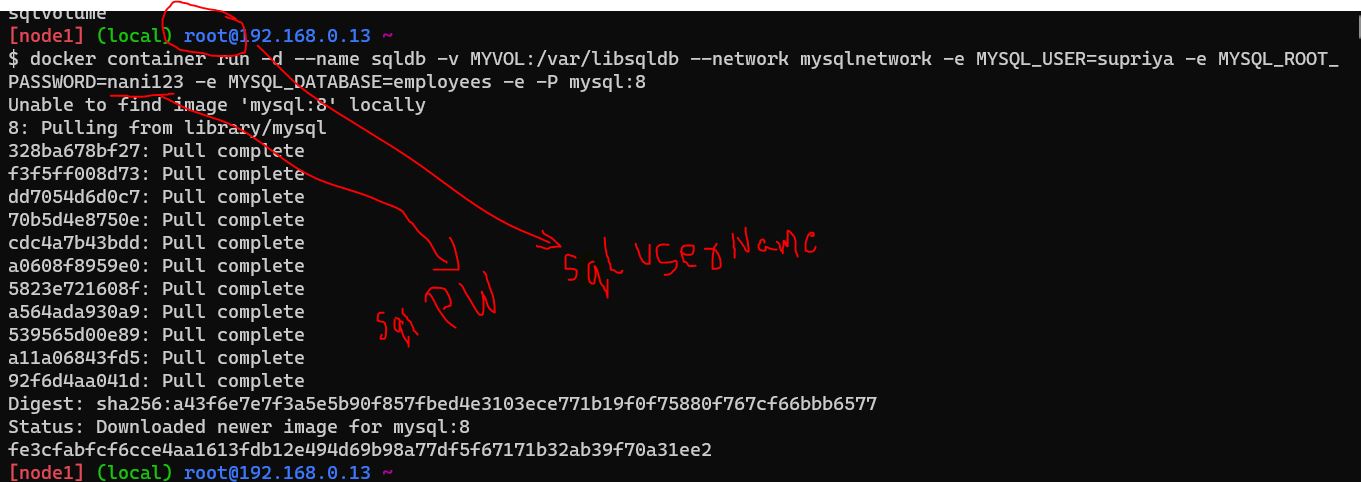 sqlvolume
[node1] (local) root@192.168.0.13 ~
$ docker container run -d --name sqldb -v MYVOL:/var/libsqldb --network mysqlnetwork -e MYSQL_USER=supriya -e MYSQL_ROOT_
PASSWORD=nani123 -e MYSQL_DATABASE=employees -e -P mysql:8
Unable to find image 'mysql:8' locally
8: Pulling from library/mysql
328ba678bf27: Pull complete
f3f5ff008d73: Pull complete
dd7054d6d0c7: Pull complete
70b5d4e8750e: Pull complete
cdc4a7b43bdd: Pull complete
a0608f8959e0: Pull complete
5823e721608f: Pull complete
a564ada930a9: Pull complete
539565d00e89: Pull complete
a11a06843fd5: Pull complete
92f6d4aa041d: Pull complete
Digest: sha256:a43f6e7e7f3a5e5b90f857fbed4e3103ece771b19f0f75880f767cf66bbb6577
Status: Downloaded newer image for mysql:8
fe3cfabfcf6cce4aa1613fdb12e494d69b98a77df5f67171b32ab39f70a31ee2
[node1] (local) root@192.168.0.13 ~
sql UserName
sql PW